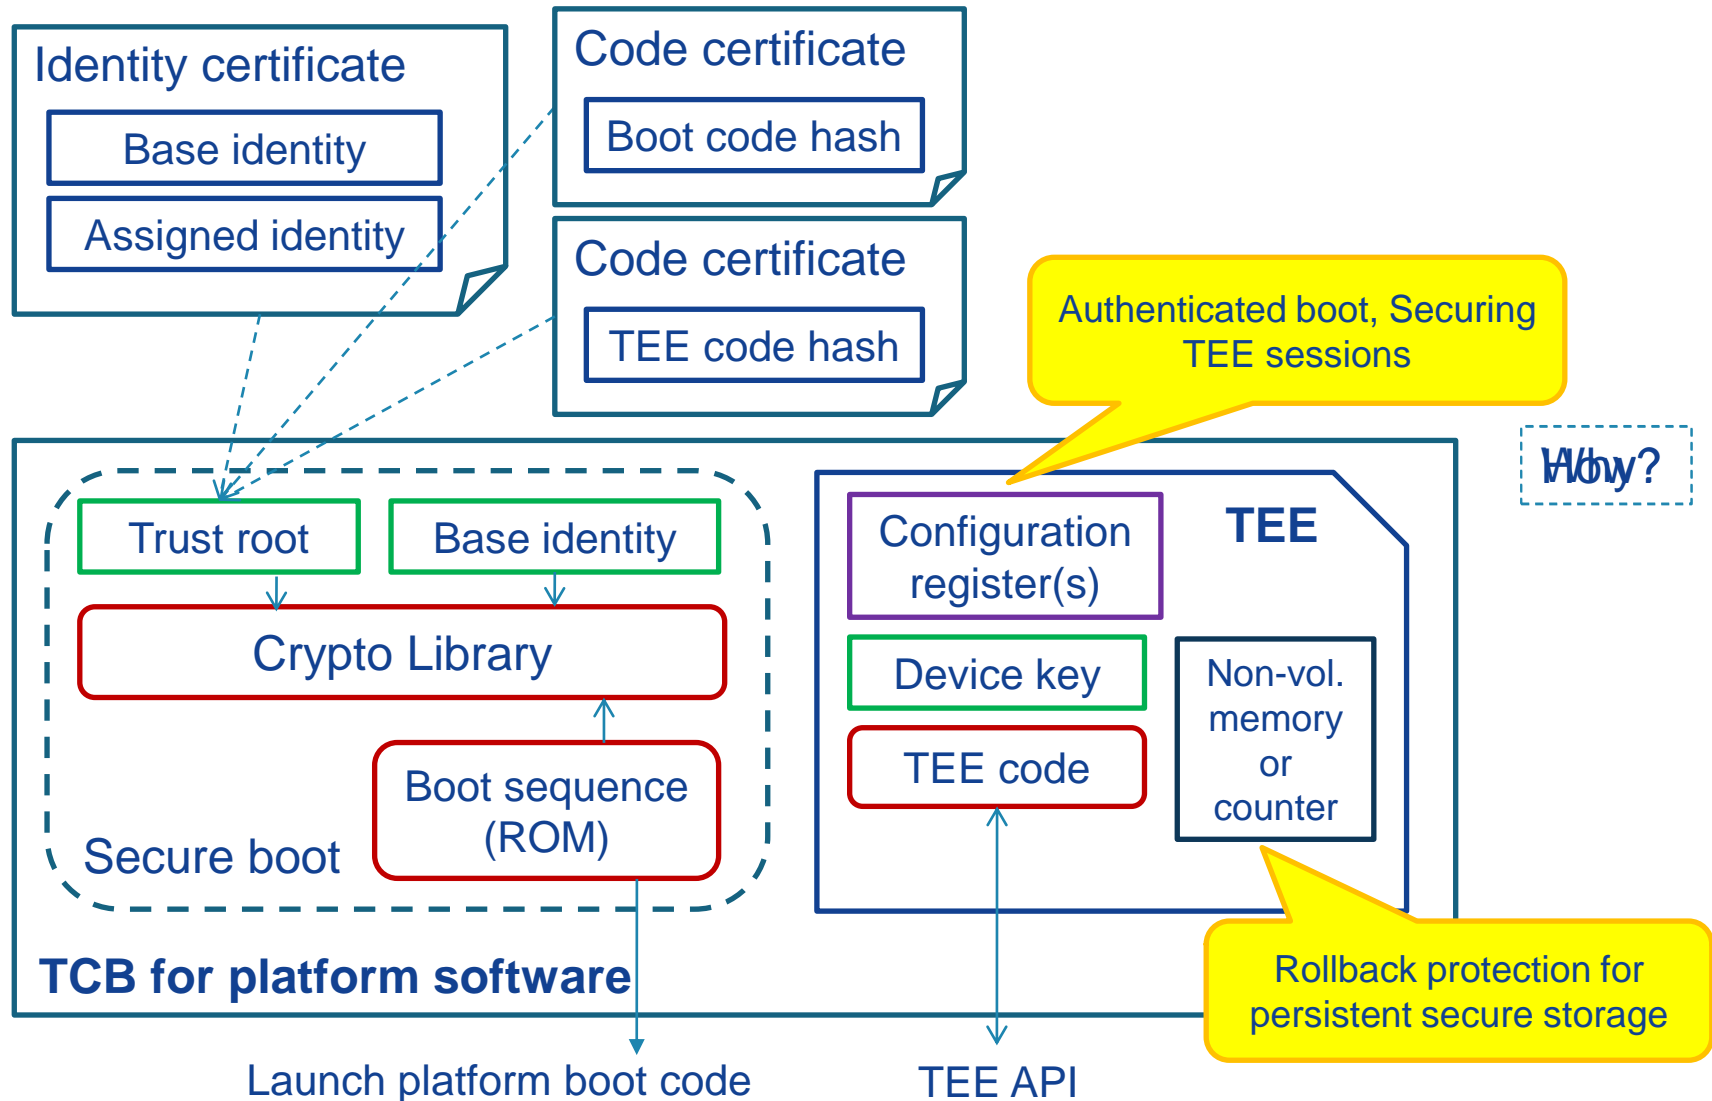 Identity certificate
Base identity
Assigned identity
Code certificate
Boot code hash
Code certificate
TEE code hash
Authenticated boot, Securing
TEE sessions
Why?
Trust root
Base identity
Crypto Library
Boot sequence
(ROM)
Secure boot
TCB for platform software
Configuration
register(s)
TEE
Device key
TEE code
Non-vol.
memory
or
counter
Rollback protection for
persistent secure storage
Launch platform boot code
TEE API